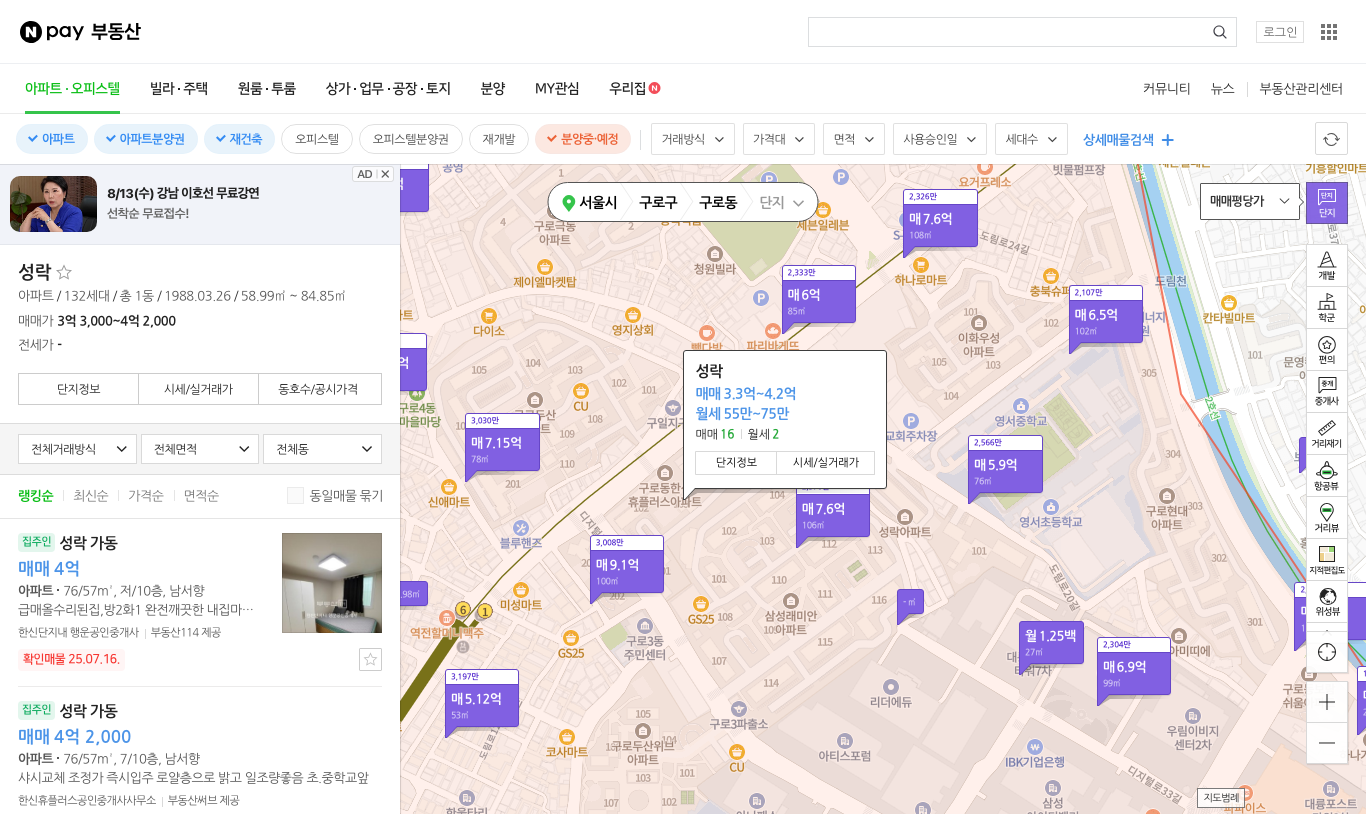 N pay 부동산
로그인
아파트·오피스텔
빌라·주택
원룸·투룸
상가·업무·공장·토지
분양
MY관심
우리집 N
커뮤니티
뉴스
부동산관리센터
아파트
아파트분양권
재건축
오피스텔
오피스텔분양권
재개발
분양중·예정
거래방식
가격대
면적
사용승인일
세대수
상세매물검색
AD
8/13(수) 강남 이호선 무료강연
선착순 무료접수!
성락
아파트 / 132세대 / 총 1동 / 1988.03.26 / 58.99㎡ ~ 84.85㎡
매매가 3억 3,000~4억 2,000
전세가 -
단지정보
시세/실거래가
동호수/공시가격
전체거래방식
전체면적
전체동
랭킹순
최신순
가격순
면적순
동일매물 묶기
집주인 성락 가동
매매 4억
아파트 · 76/57m², 저/10층, 남서향
급매올수리된집,방2화1 완전깨끗한 내집마…
한신단지내 행운공인중개사 | 부동산114 제공
확인매물 25.07.16.
집주인 성락 가동
매매 4억 2,000
아파트 · 76/57m², 7/10층, 남서향
샤시교체 조정가 즉시입주 로얄층으로 밝고 일조량좋음 초.중학교앞
한신휴플러스공인중개사사무소 | 부동산써브 제공
서울시
구로구
구로동
단지
매매평당가
단지
단지
개발
학군
편의
중개
중개사
거리재기
항공뷰
거리뷰
지적편집도
위성뷰
지도범례
성락
매매 3.3억~4.2억
월세 55만~75만
매매 16
월세 2
단지정보
시세/실거래가
2,326만
매 7.6억
108㎡
2,333만
매 6억
85㎡
2,107만
매 6.5억
102㎡
3,030만
매 7.15억
78㎡
2,566만
매 5.9억
76㎡
매 7.6억
106㎡
3,008만
매 9.1억
100㎡
- ㎡
월 1.25백
27㎡
2,304만
매 6.9억
99㎡
3,197만
매 5.12억
53㎡
구로극동
아파트
청원빌라
세븐일레븐
요거프레소
빗물펌프장
기흥할인마트
도림로24길
하나로마트
제이엘마켓탑
다이소
영지상회
빽다방
파리바게뜨
충북슈퍼
도림천
칸타빌마트
이화우성
아파트
2호선
구로4동
CU
영서중학교
교회주차장
신애마트
구로동한신
휴플러스아파트
성락아파트
영서초등학교
구로현대
아파트
블루핸즈
미성마트
GS25
역전할머니맥주
6
1
GS25
구로3동
주민센터
삼성래미안
아파트
도림로20길
리더에듀
구로3파출소
코사마트
구로두산위브
아파트
CU
아티스포럼
IBK기업은행
우림이비지
센터2차
디지털로33길
삼성
대륭포스트
105
104
103
102
101
108
109
110
111
112
113
114
115
116
107
301
302